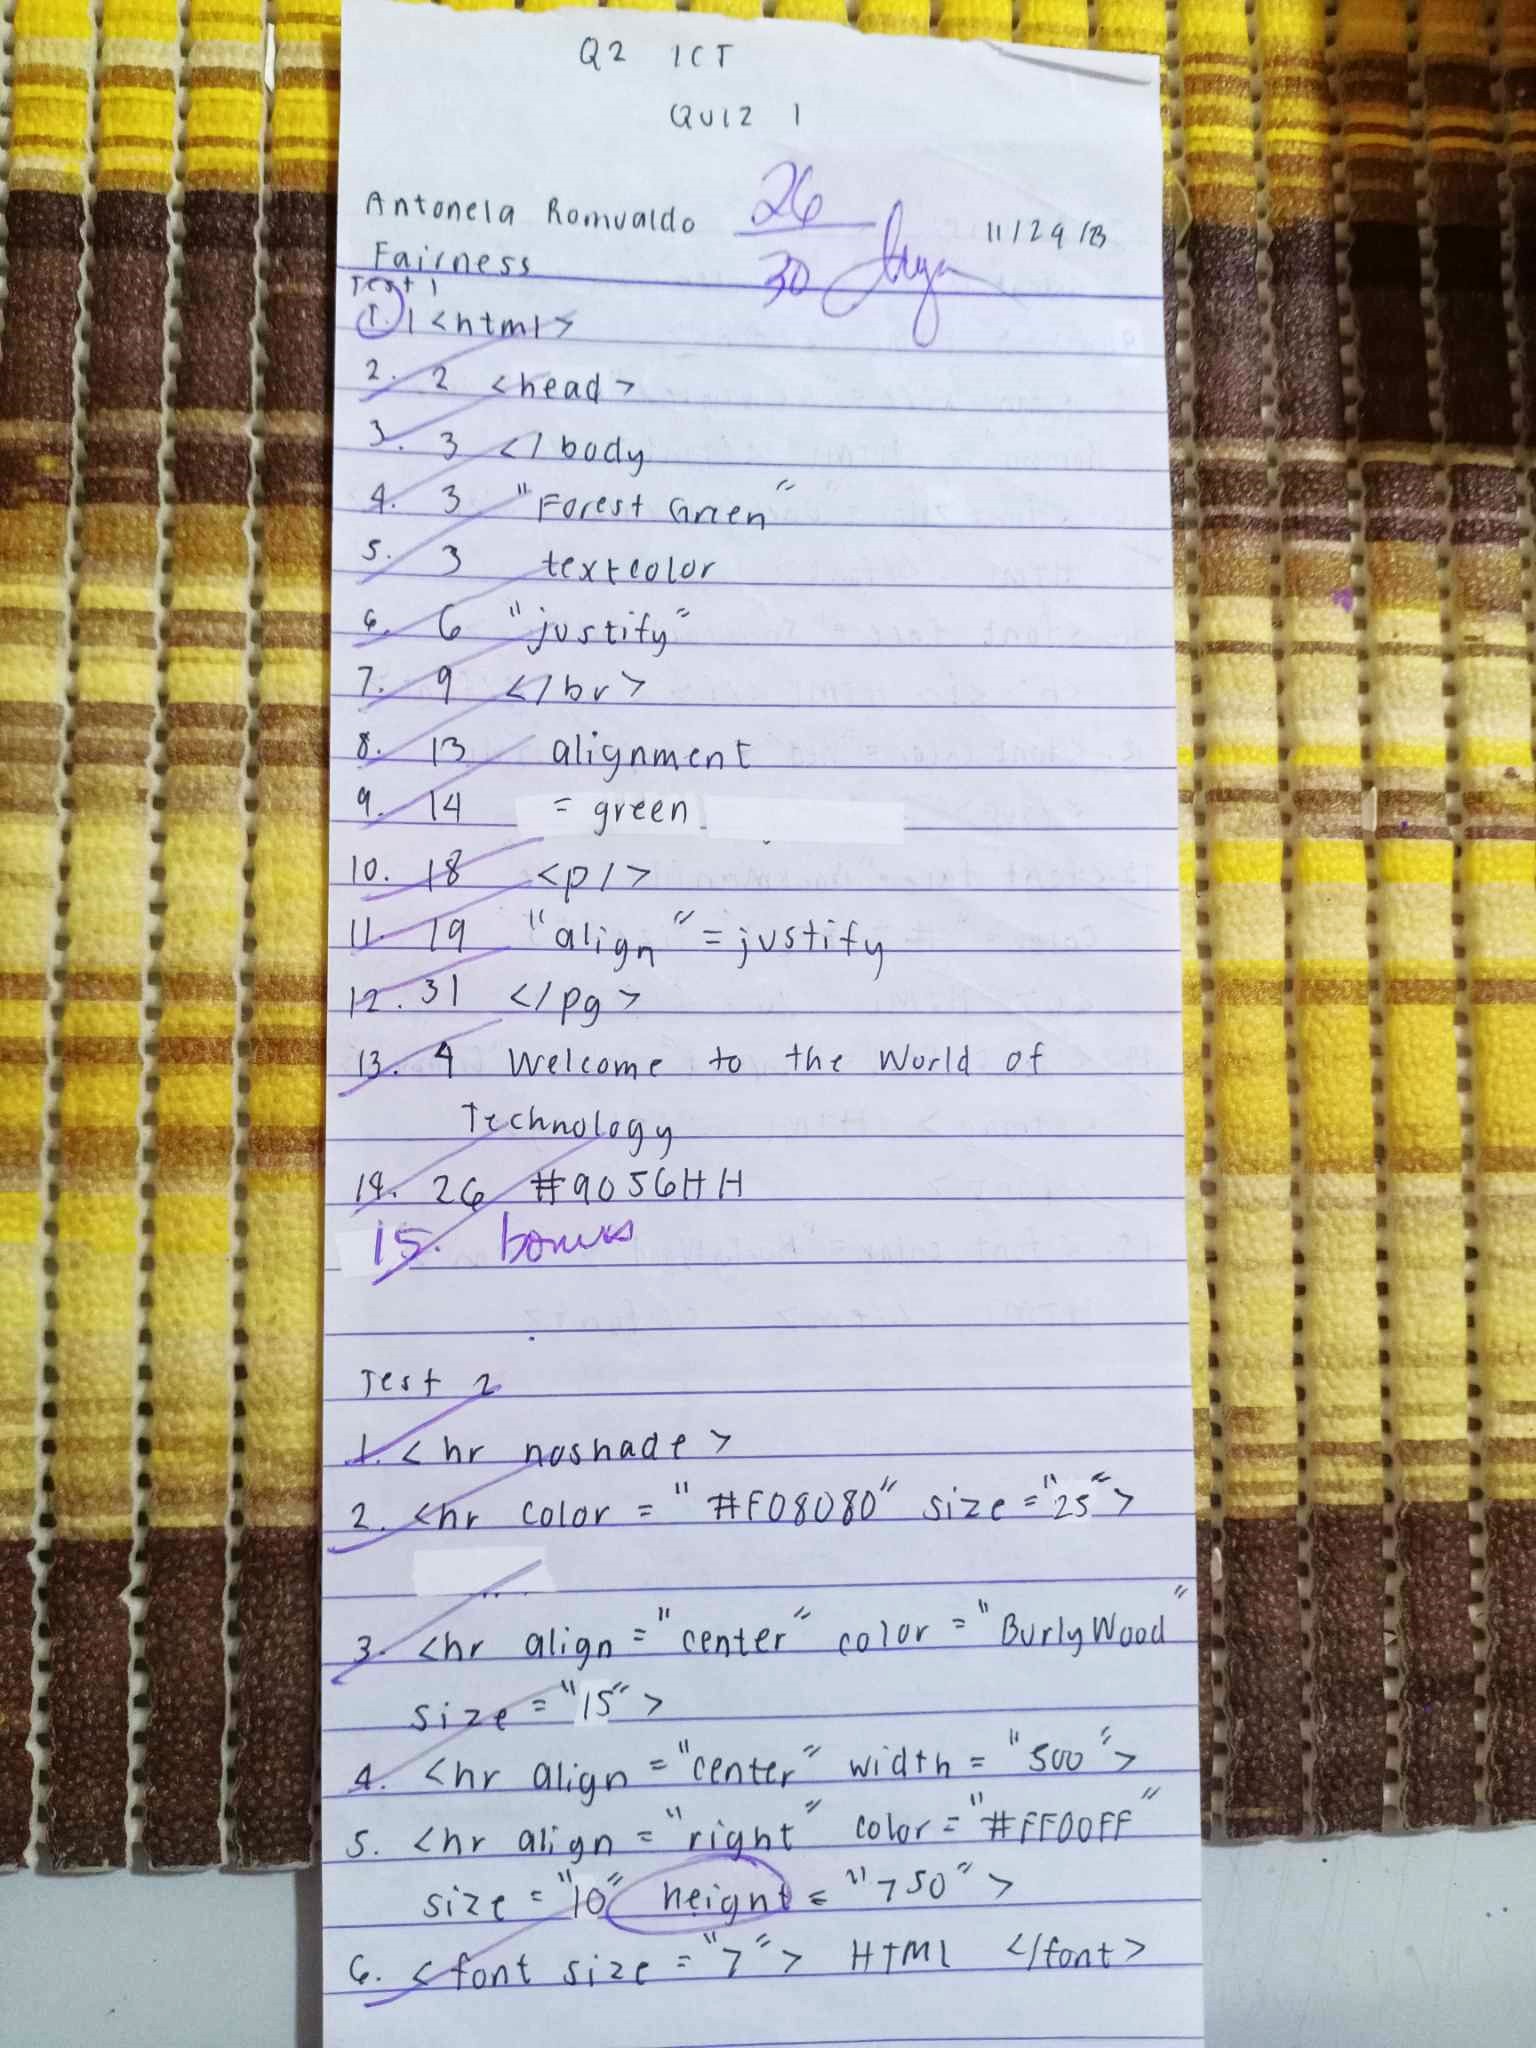 Q2 ICT
QUIZ 1
Antonela Romualdo 26/30 11/29/23
Fairness
Test 1
1. 1 <html>
2. 2 <head>
3. 3 </body
4. 3 "Forest Green"
5. 3 textcolor
6. 6 "justify"
7. 9 </br>
8. 13 alignment
9. 14 = green
10. 18 <p/>
11. 19 "align" = justify
12. 31 </pg>
13. 4 Welcome to the World of
Technology
14. 26 #9056HH
15. bonus
Test 2
1. <hr noshade>
2. <hr color = "#F08080" size = "25">
3. <hr align = "center" color = "BurlyWood"
size = "15">
4. <hr align = "center" width = "500">
5. <hr align = "right" color = "#FF00FF"
size = "10" height = "750">
6. <font size = "7"> HTML </font>